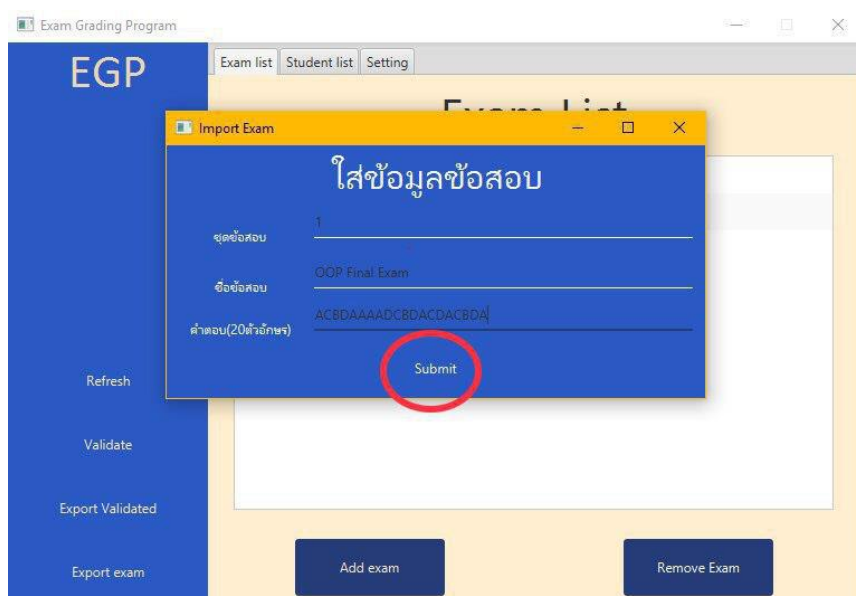 Exam Grading Program
EGP
Exam list Student list Setting
Exam List
Import Exam
ใส่ข้อมูลข้อสอบ
ชุดข้อสอบ 1
ชื่อข้อสอบ OOP Final Exam
คำตอบ(20ตัวอักษร) ACBDAAAADCBDACDACBDA
Submit
Refresh
Validate
Export Validated
Export exam
Add exam Remove Exam